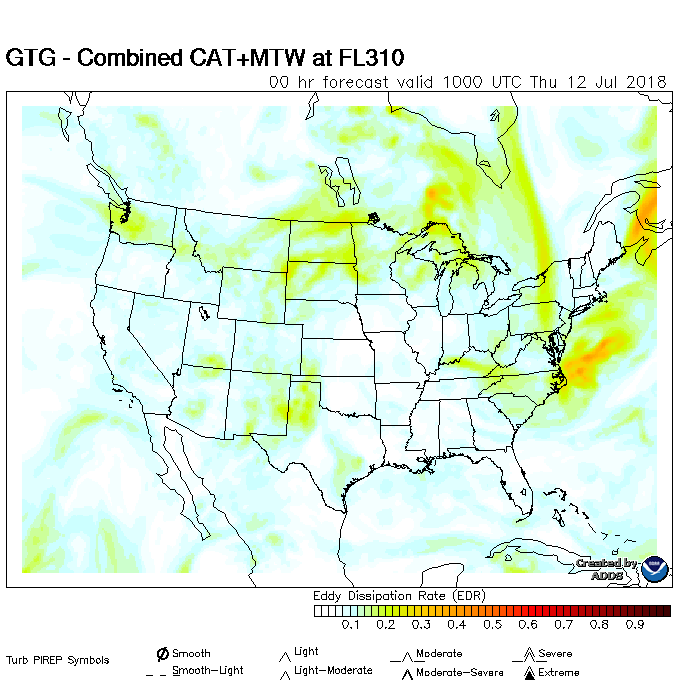 GTG - Combined CAT+MTW at FL310
00 hr forecast valid 1000 UTC Thu 12 Jul 2018
Created by
ADDS
Eddy Dissipation Rate (EDR)
0.1 0.2 0.3 0.4 0.5 0.6 0.7 0.8 0.9
Turb PIREP Symbols
Smooth Light Moderate Severe
Smooth-Light Light-Moderate Moderate-Severe Extreme